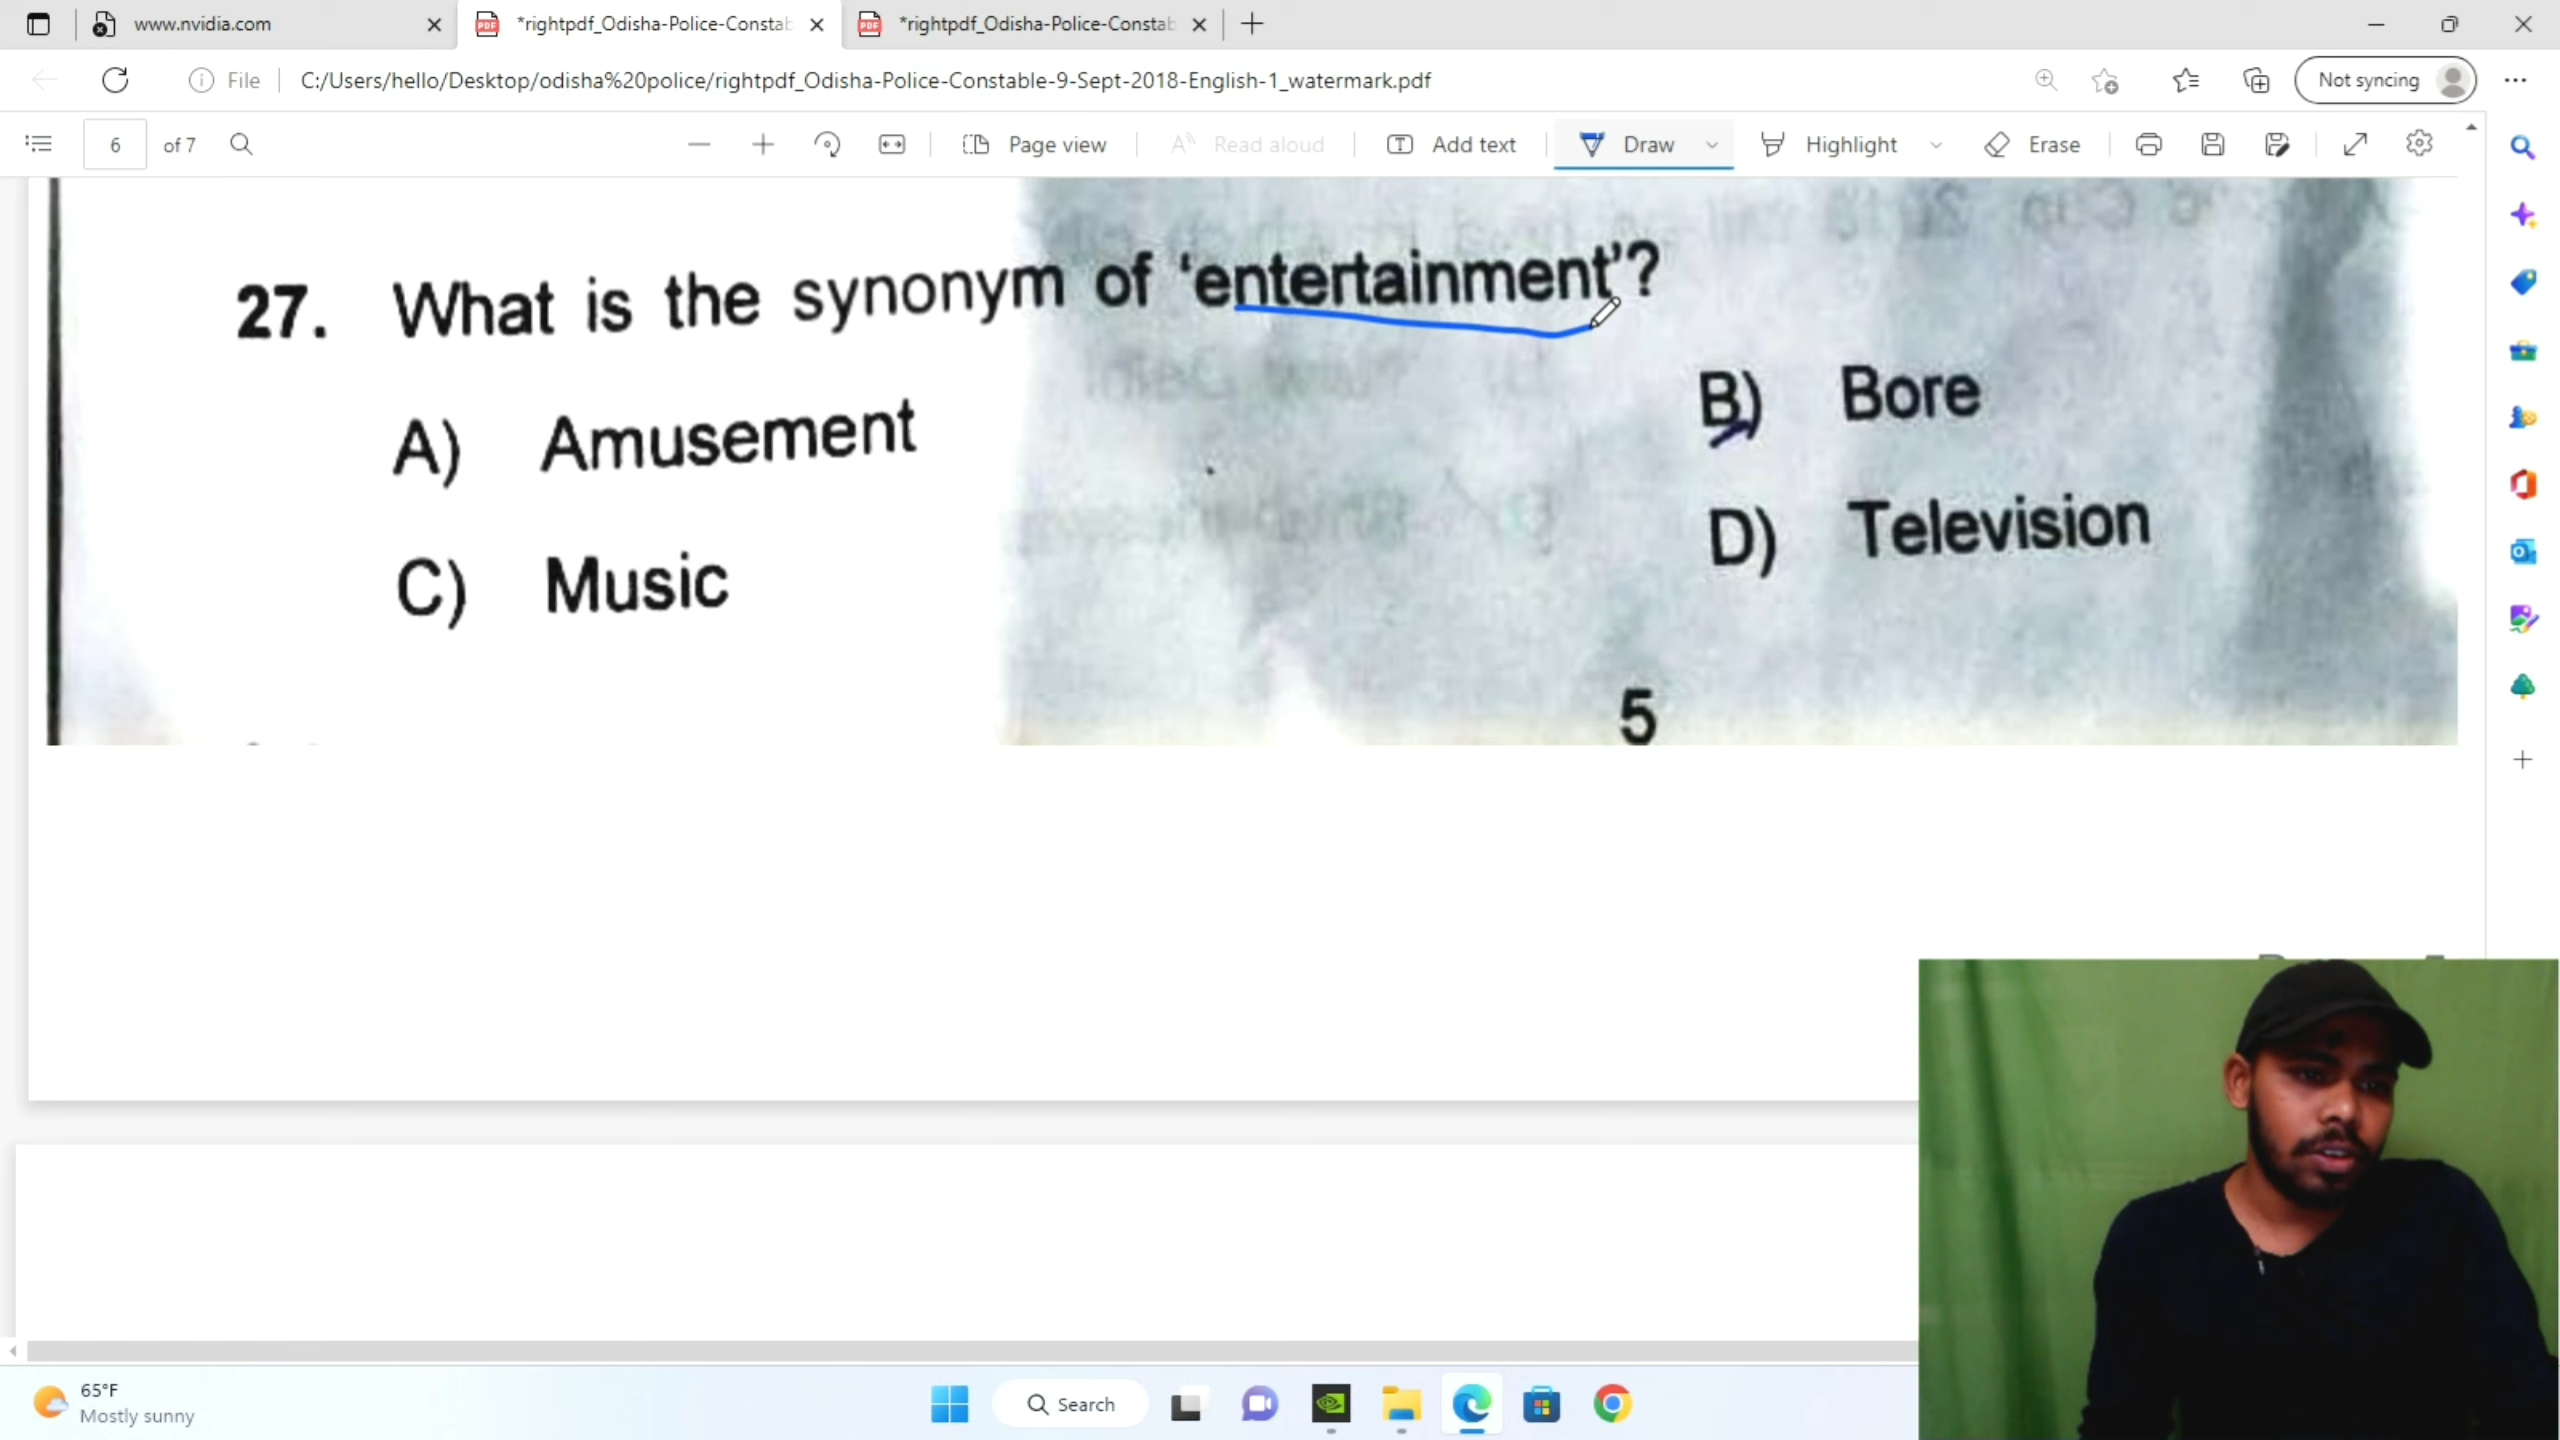 www.nvidia.com
*rightpdf_Odisha-Police-Constab
*rightpdf_Odisha-Police-Constab
File
C:/Users/hello/Desktop/odisha%20police/rightpdf_Odisha-Police-Constable-9-Sept-2018-English-1_watermark.pdf
Not syncing
6 of 7
Page view
Read aloud
Add text
Draw
Highlight
Erase
27. What is the synonym of ‘entertainment’?
A) Amusement
B) Bore
C) Music
D) Television
5
65°F
Mostly sunny
Search